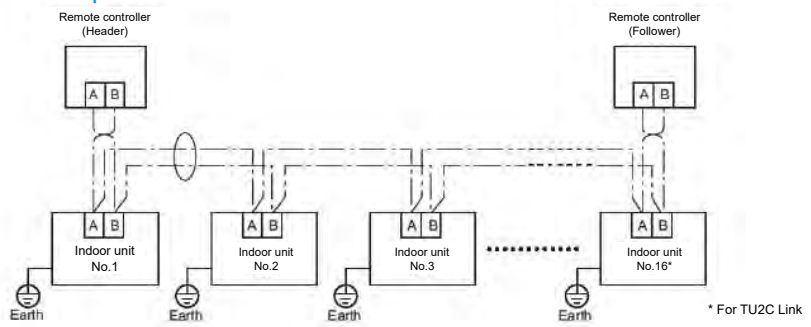 Remote controller
(Header)
Remote controller
(Follower)
A B
A B
A B
A B
A B
A B
Indoor unit
No.1
Indoor unit
No.2
Indoor unit
No.3
Indoor unit
No.16*
Earth
Earth
Earth
Earth
* For TU2C Link